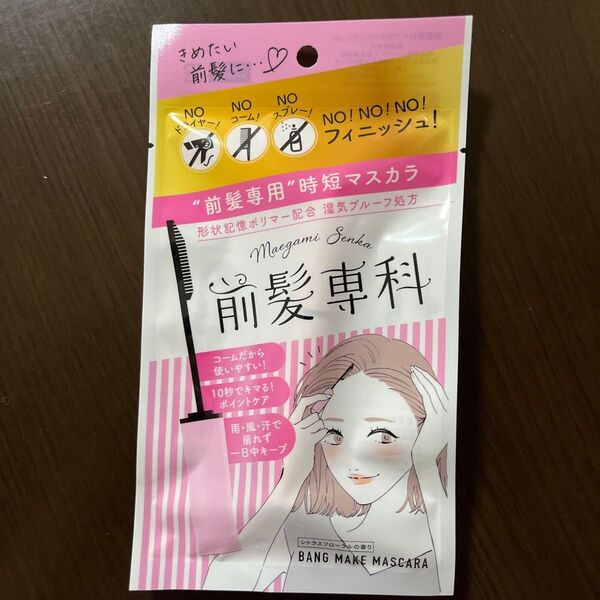 きめたい
前髪に…♡
NO
ドライヤー!
NO
コーム!
NO
スプレー!
NO! NO! NO!
フィニッシュ!
"前髪専用"時短マスカラ
形状記憶ポリマー配合 湿気プルーフ処方
Maegami Senka
前髪専科
コームだから
使いやすい!
10秒でキマる!
ポイントケア
雨・風・汗で
崩れず
一日中キープ
シトラスフローラルの香り
BANG MAKE MASCARA